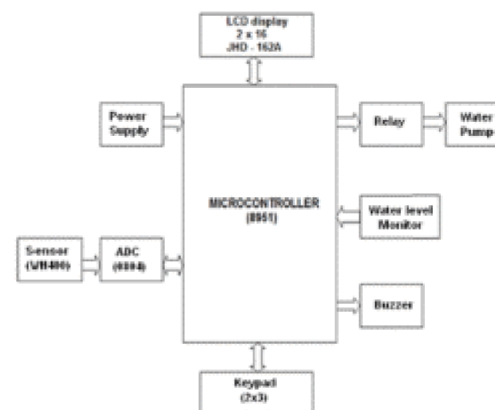 LCD display
2 x 16
JHD - 162A
Power
Supply
Relay
Water
Pump
MICROCONTROLLER
(8951)
Water level
Monitor
Sensor
ADC
(0804)
Buzzer
Keypad
(2x3)